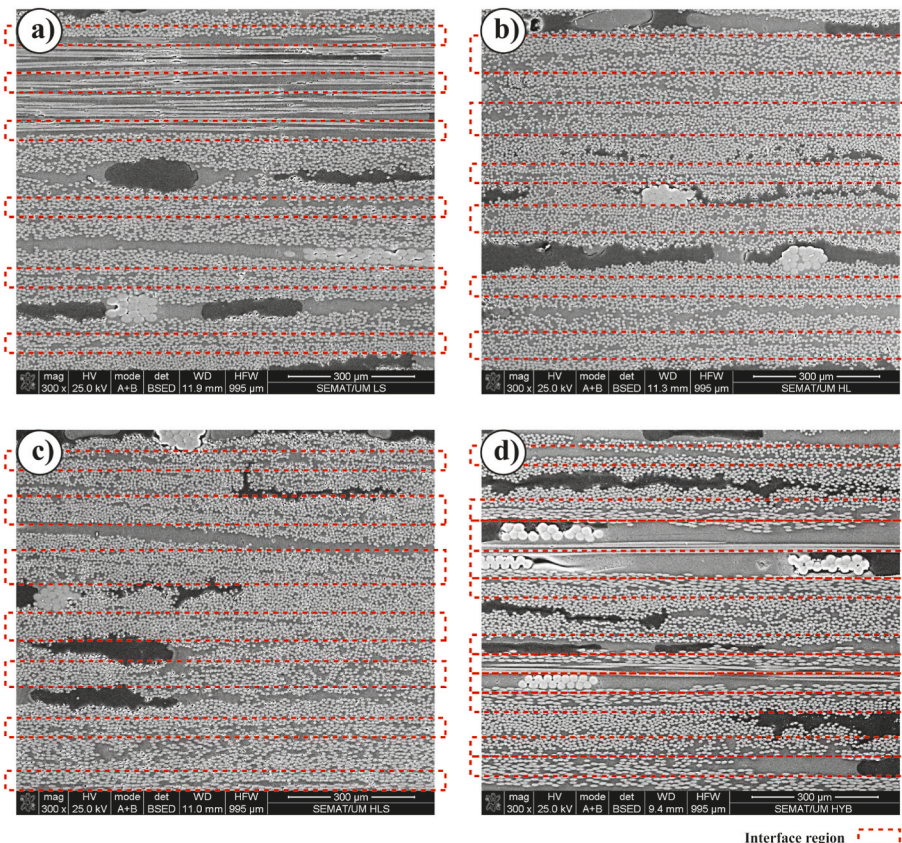 a)
b)
mag HV mode det WD HFW 300 µm
300 x 25.0 kV A+B BSED 11.9 mm 995 µm SEMAT/UM LS
mag HV mode det WD HFW 300 µm
300 x 25.0 kV A+B BSED 11.3 mm 995 µm SEMAT/UM HL
c)
d)
mag HV mode det WD HFW 300 µm
300 x 25.0 kV A+B BSED 11.0 mm 995 µm SEMAT/UM HLS
mag HV mode det WD HFW 300 µm
300 x 25.0 kV A+B BSED 9.4 mm 995 µm SEMAT/UM HYB
Interface region